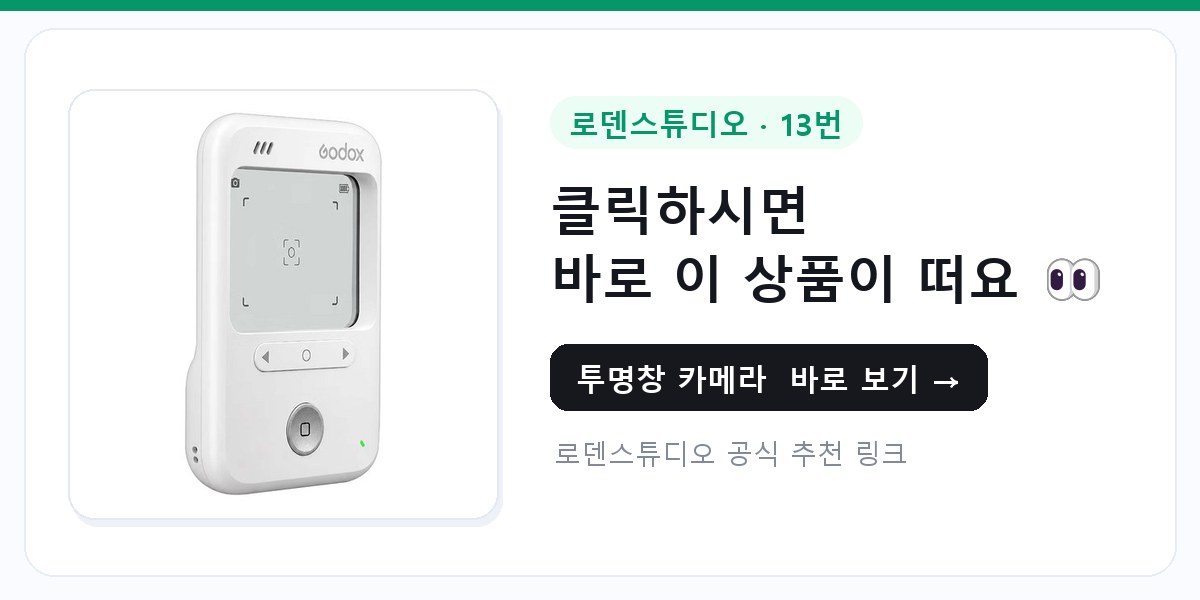 Godox
로덴스튜디오 · 13번
클릭하시면
바로 이 상품이 떠요 👀
투명창 카메라 바로 보기 →
로덴스튜디오 공식 추천 링크